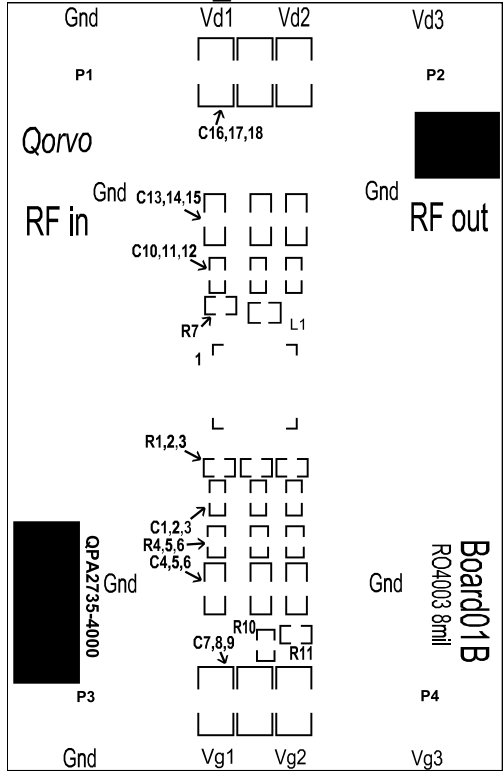 Gnd
Vd1
Vd2
Vd3
P1
P2
C16,17,18
Qorvo
Gnd
C13,14,15
Gnd
RF in
RF out
C10,11,12
R7
L1
1
R1,2,3
C1,2,3
R4,5,6
C4,5,6
QPA2735-4000
Gnd
Gnd
RO4003 8mil
Board01B
R10
R11
C7,8,9
P3
P4
Gnd
Vg1
Vg2
Vg3